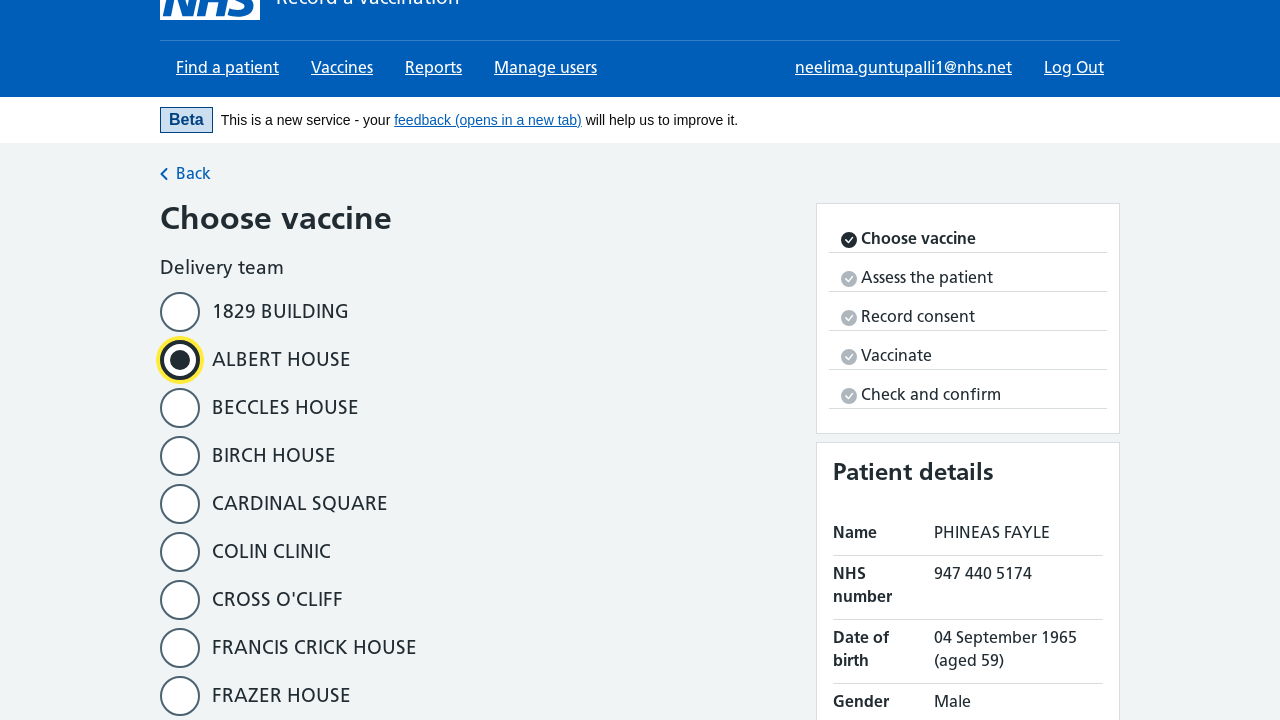 NHS Record a vaccination
Find a patient Vaccines Reports Manage users neelima.guntupalli1@nhs.net Log Out
Beta This is a new service - your feedback (opens in a new tab) will help us to improve it.
Back
Choose vaccine
Delivery team
1829 BUILDING
ALBERT HOUSE
BECCLES HOUSE
BIRCH HOUSE
CARDINAL SQUARE
COLIN CLINIC
CROSS O'CLIFF
FRANCIS CRICK HOUSE
FRAZER HOUSE
Choose vaccine
Assess the patient
Record consent
Vaccinate
Check and confirm
Patient details
Name PHINEAS FAYLE
NHS number 947 440 5174
Date of birth 04 September 1965 (aged 59)
Gender Male